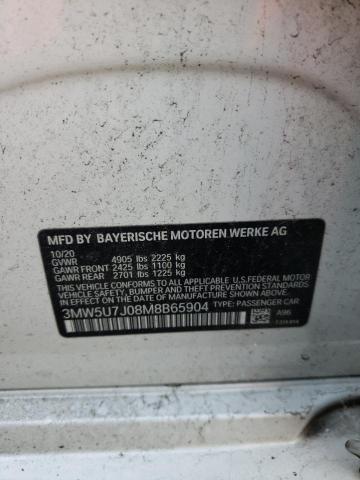 MFD BY BAYERISCHE MOTOREN WERKE AG
10/20
GVWR 4905 lbs 2225 kg
GAWR FRONT 2425 lbs 1100 kg
GAWR REAR 2701 lbs 1225 kg
THIS VEHICLE CONFORMS TO ALL APPLICABLE U.S.FEDERAL MOTOR
VEHICLE SAFETY, BUMPER AND THEFT PREVENTION STANDARDS
IN EFFECT ON THE DATE OF MANUFACTURE SHOWN ABOVE.
3MW5U7J08M8B65904 TYPE: PASSENGER CAR
A96